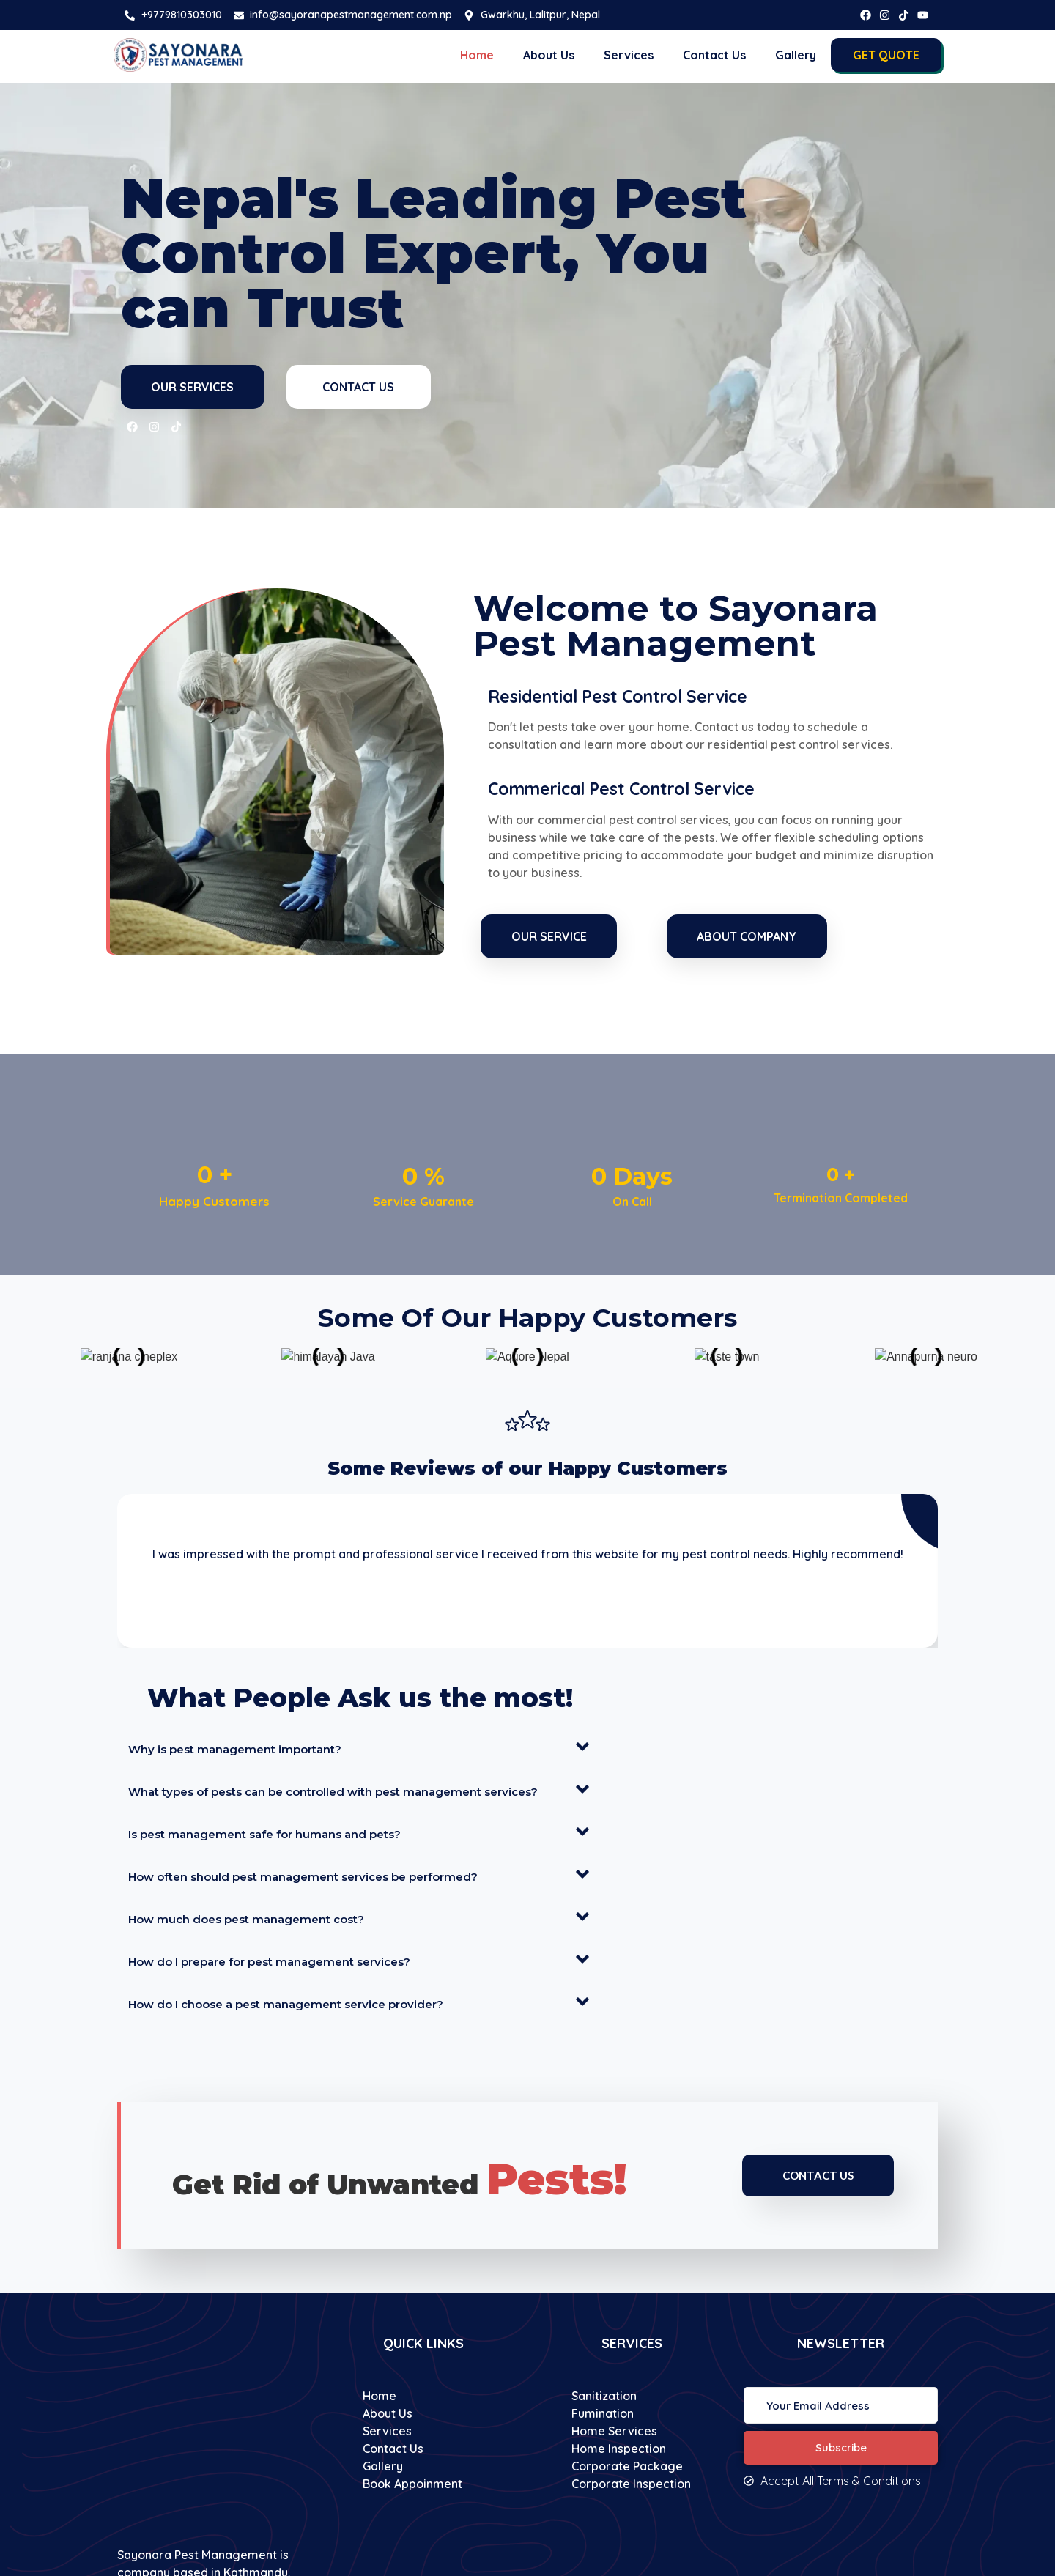 +9779810303010 info@sayoranapestmanagement.com.np Gwarkhu, Lalitpur, Nepal
SAYONARA
PEST MANAGEMENT
Home About Us Services Contact Us Gallery GET QUOTE
Nepal's Leading Pest
Control Expert, You
can Trust
OUR SERVICES CONTACT US
Welcome to Sayonara
Pest Management
Residential Pest Control Service
Don't let pests take over your home. Contact us today to schedule a
consultation and learn more about our residential pest control services.
Commerical Pest Control Service
With our commercial pest control services, you can focus on running your
business while we take care of the pests. We offer flexible scheduling options
and competitive pricing to accommodate your budget and minimize disruption
to your business.
OUR SERVICE ABOUT COMPANY
0 + 0 % 0 Days 0 +
Happy Customers Service Guarante On Call Termination Completed
Some Of Our Happy Customers
ranjana cineplex himalayan Java Aquore Nepal taste town Annapurna neuro
Some Reviews of our Happy Customers
I was impressed with the prompt and professional service I received from this website for my pest control needs. Highly recommend!
What People Ask us the most!
Why is pest management important?
What types of pests can be controlled with pest management services?
Is pest management safe for humans and pets?
How often should pest management services be performed?
How much does pest management cost?
How do I prepare for pest management services?
How do I choose a pest management service provider?
Get Rid of Unwanted Pests!
CONTACT US
QUICK LINKS SERVICES NEWSLETTER
Home
About Us
Services
Contact Us
Gallery
Book Appoinment
Sanitization
Fumination
Home Services
Home Inspection
Corporate Package
Corporate Inspection
Your Email Address
Subscribe
Accept All Terms & Conditions
Sayonara Pest Management is
company based in Kathmandu,